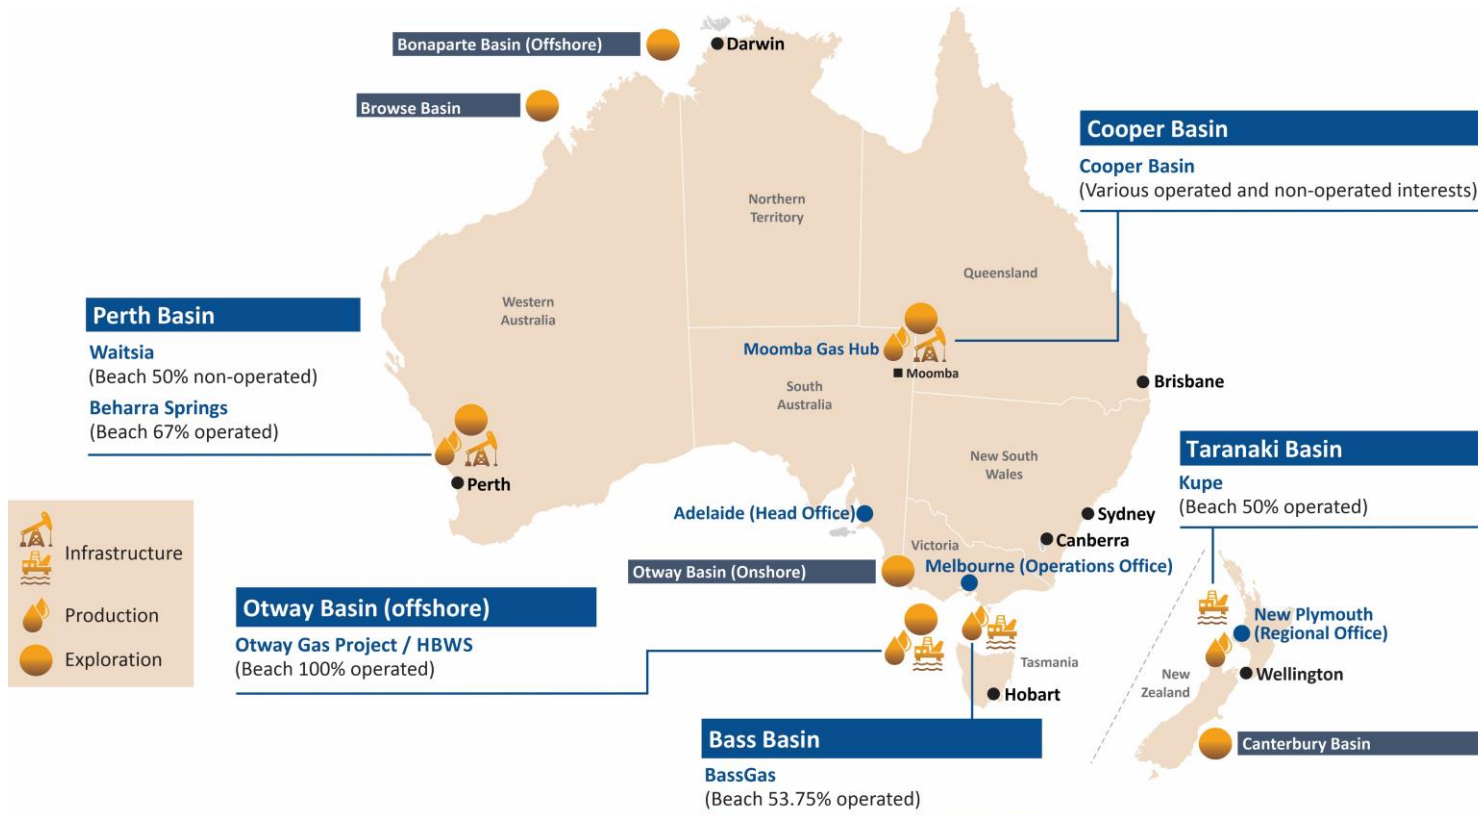 Bonaparte Basin (Offshore)
Darwin
Browse Basin
Cooper Basin
Cooper Basin
(Various operated and non-operated interests)
Northern
Territory
Queensland
Western
Australia
Perth Basin
Waitsia
(Beach 50% non-operated)
Beharra Springs
(Beach 67% operated)
Moomba Gas Hub
Moomba
South
Australia
Brisbane
New South
Wales
Perth
Taranaki Basin
Kupe
(Beach 50% operated)
Adelaide (Head Office)
Sydney
Canberra
Victoria
Melbourne (Operations Office)
Otway Basin (Onshore)
Infrastructure
Production
Exploration
Otway Basin (offshore)
Otway Gas Project / HBWS
(Beach 100% operated)
Tasmania
Hobart
New Plymouth
(Regional Office)
Wellington
New
Zealand
Canterbury Basin
Bass Basin
BassGas
(Beach 53.75% operated)